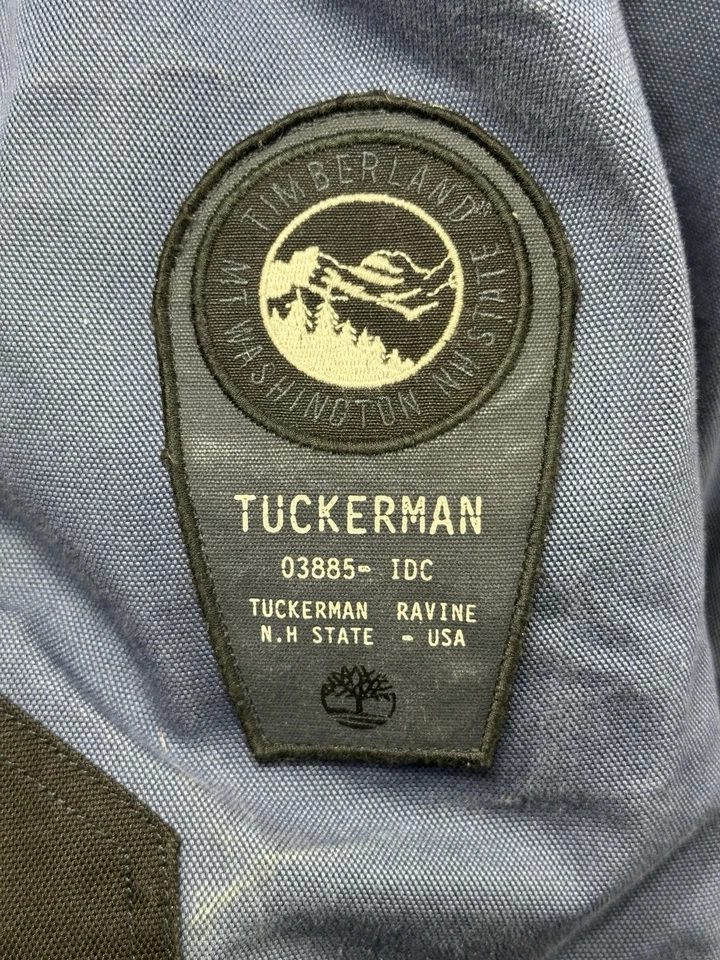 TIMBERLAND®
MT WASHINGTON NH STATE
TUCKERMAN
03885- IDC
TUCKERMAN RAVINE
N.H STATE - USA